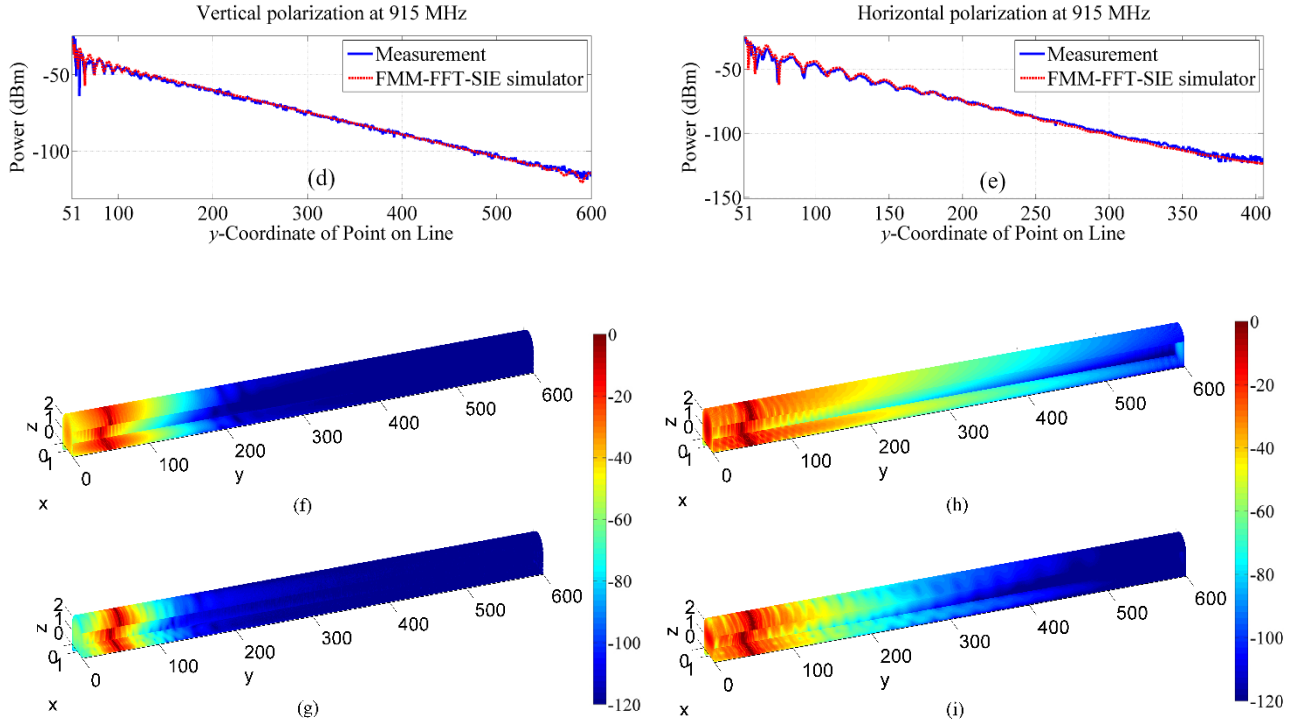 Vertical polarization at 915 MHz
Measurement
FMM-FFT-SIE simulator
Power (dBm)
-50
-100
(d)
51 100 200 300 400 500 600
y-Coordinate of Point on Line
Horizontal polarization at 915 MHz
Measurement
FMM-FFT-SIE simulator
Power (dBm)
-50
-100
-150
(e)
51 100 150 200 250 300 350 400
y-Coordinate of Point on Line
2
1
0
z
0
1
x
0 100 200 300 400 500 600
y
(f)
2
1
0
z
0
1
x
0 100 200 300 400 500 600
y
(g)
0
-20
-40
-60
-80
-100
-120
2
1
0
z
0
1
x
0 100 200 300 400 500 600
y
(h)
2
1
0
z
0
1
x
0 100 200 300 400 500 600
y
(i)
0
-20
-40
-60
-80
-100
-120